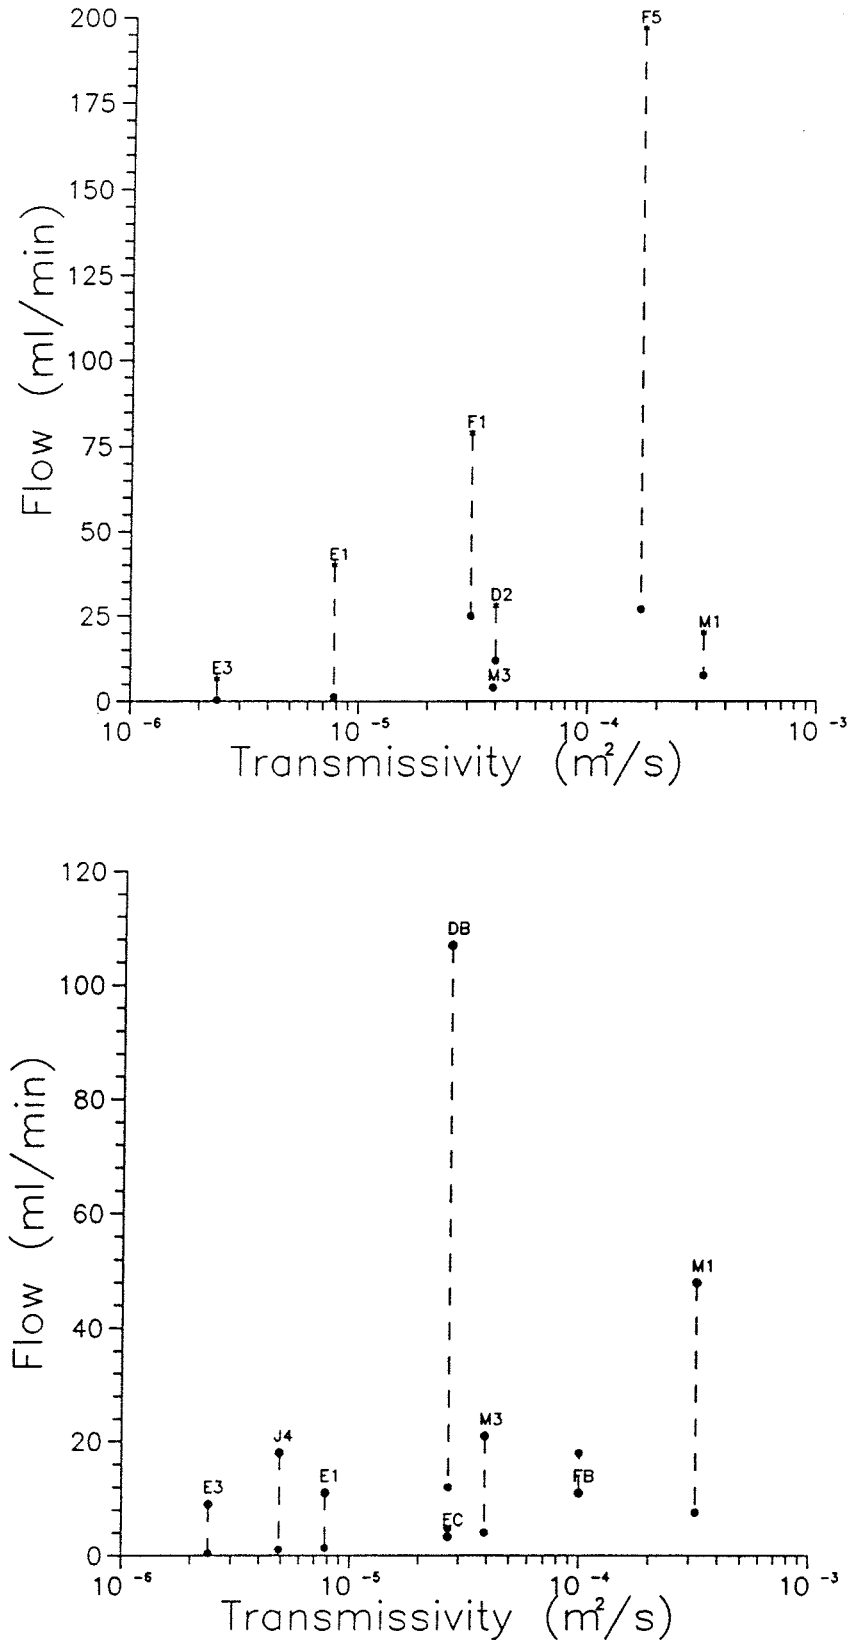 200
F5
175
150
125
100
75
50
25
0
Flow (ml/min)
F1
E1
D2
M1
E3
M3
10 -6
10 -5
10 -4
10 -3
Transmissivity (m²/s)
120
DB
100
80
60
40
20
0
Flow (ml/min)
M1
M3
J4
E3
E1
FB
EC
10 -6
10 -5
10 -4
10 -3
Transmissivity (m²/s)